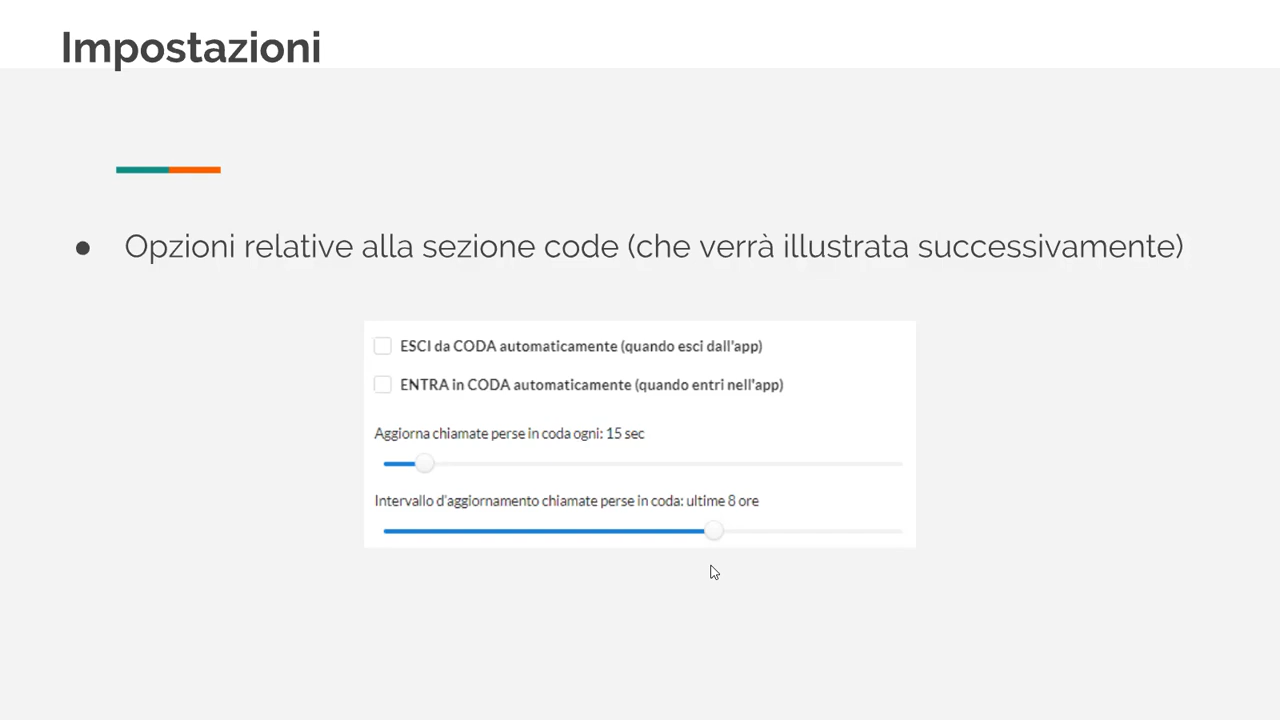 Impostazioni
● Opzioni relative alla sezione code (che verrà illustrata successivamente)
ESCI da CODA automaticamente (quando esci dall'app)
ENTRA in CODA automaticamente (quando entri nell'app)
Aggiorna chiamate perse in coda ogni: 15 sec
Intervallo d'aggiornamento chiamate perse in coda: ultime 8 ore